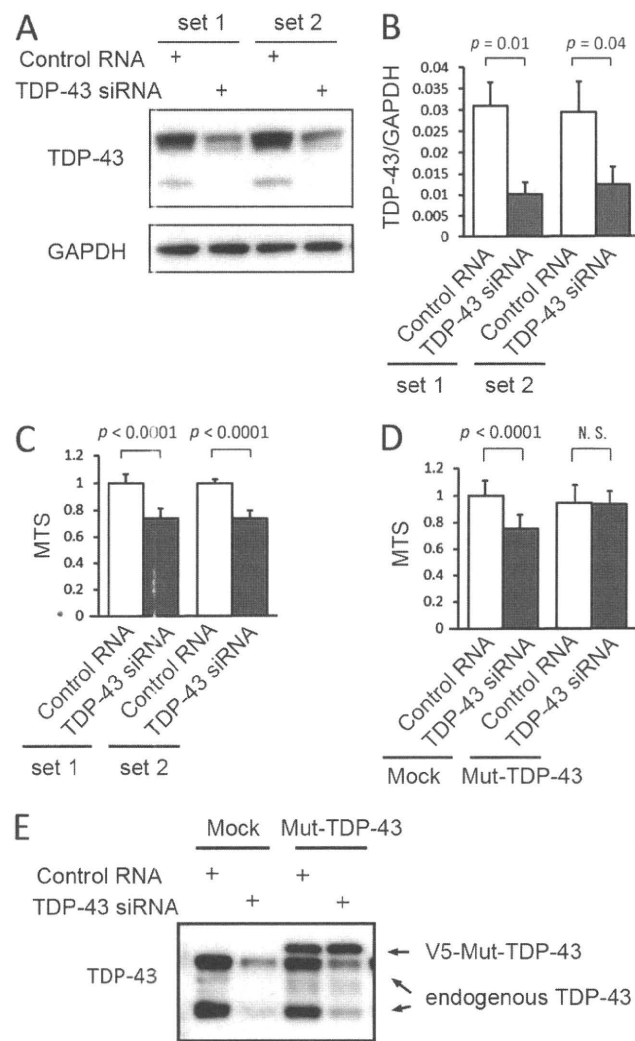 A
set 1 set 2
Control RNA + +
TDP-43 siRNA + +
TDP-43
GAPDH
B
p = 0.01 p = 0.04
TDP-43/GAPDH
0.04
0.035
0.03
0.025
0.02
0.015
0.01
0.005
0
Control RNA
TDP-43 siRNA
Control RNA
TDP-43 siRNA
set 1 set 2
C
p < 0.0001 p < 0.0001
MTS
1.2
1
0.8
0.6
0.4
0.2
0
Control RNA
TDP-43 siRNA
Control RNA
TDP-43 siRNA
set 1 set 2
D
p < 0.0001 N. S.
MTS
1.2
1
0.8
0.6
0.4
0.2
0
Control RNA
TDP-43 siRNA
Control RNA
TDP-43 siRNA
Mock Mut-TDP-43
E
Mock Mut-TDP-43
Control RNA + +
TDP-43 siRNA + +
TDP-43
V5-Mut-TDP-43
endogenous TDP-43